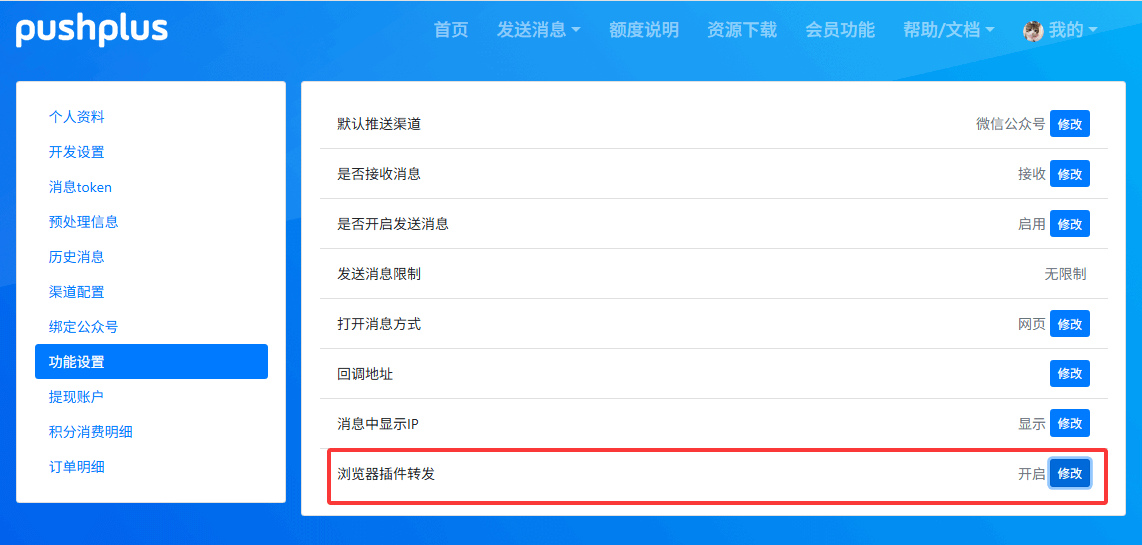 pushplus
首页 发送消息 额度说明 资源下载 会员功能 帮助/文档 我的
个人资料
开发设置
消息token
预处理信息
历史消息
渠道配置
绑定公众号
功能设置
提现账户
积分消费明细
订单明细
默认推送渠道 微信公众号 修改
是否接收消息 接收 修改
是否开启发送消息 启用 修改
发送消息限制 无限制
打开消息方式 网页 修改
回调地址 修改
消息中显示IP 显示 修改
浏览器插件转发 开启 修改